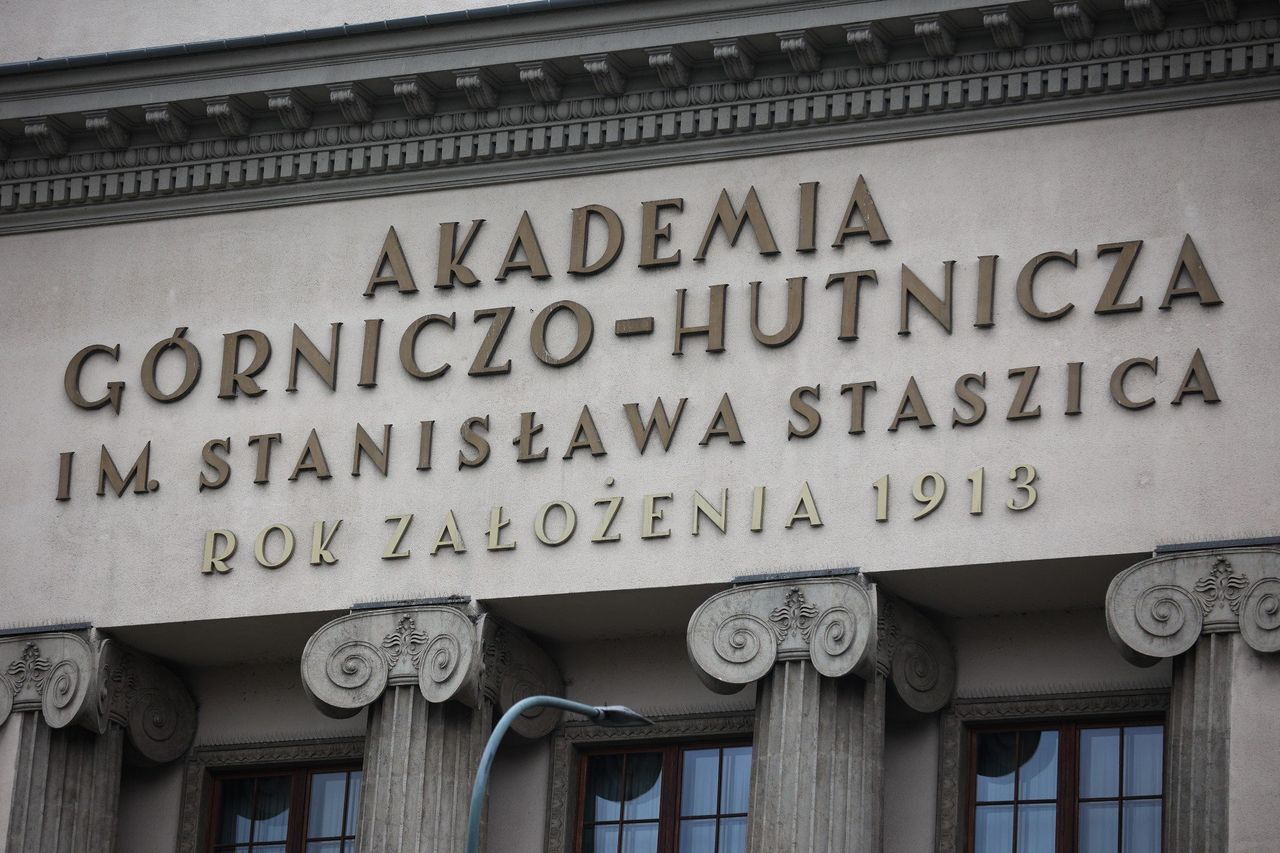 AKADEMIA
GÓRNICZO-HUTNICZA
IM. STANISŁAWA STASZICA
ROK ZAŁOŻENIA 1913